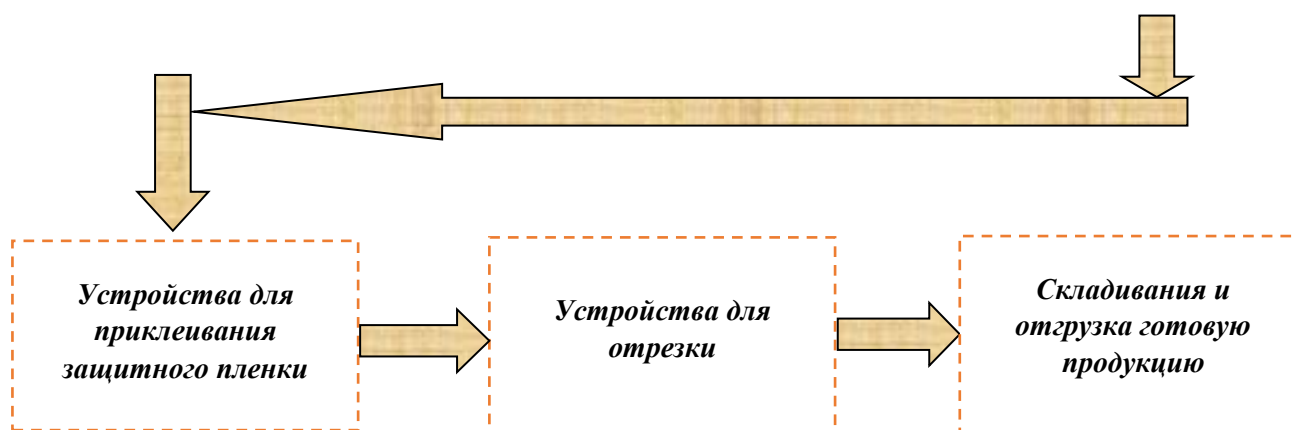 Устройства для
приклеивания
защитного пленки
Устройства для
отрезки
Складивания и
отгрузка готовую
продукцию